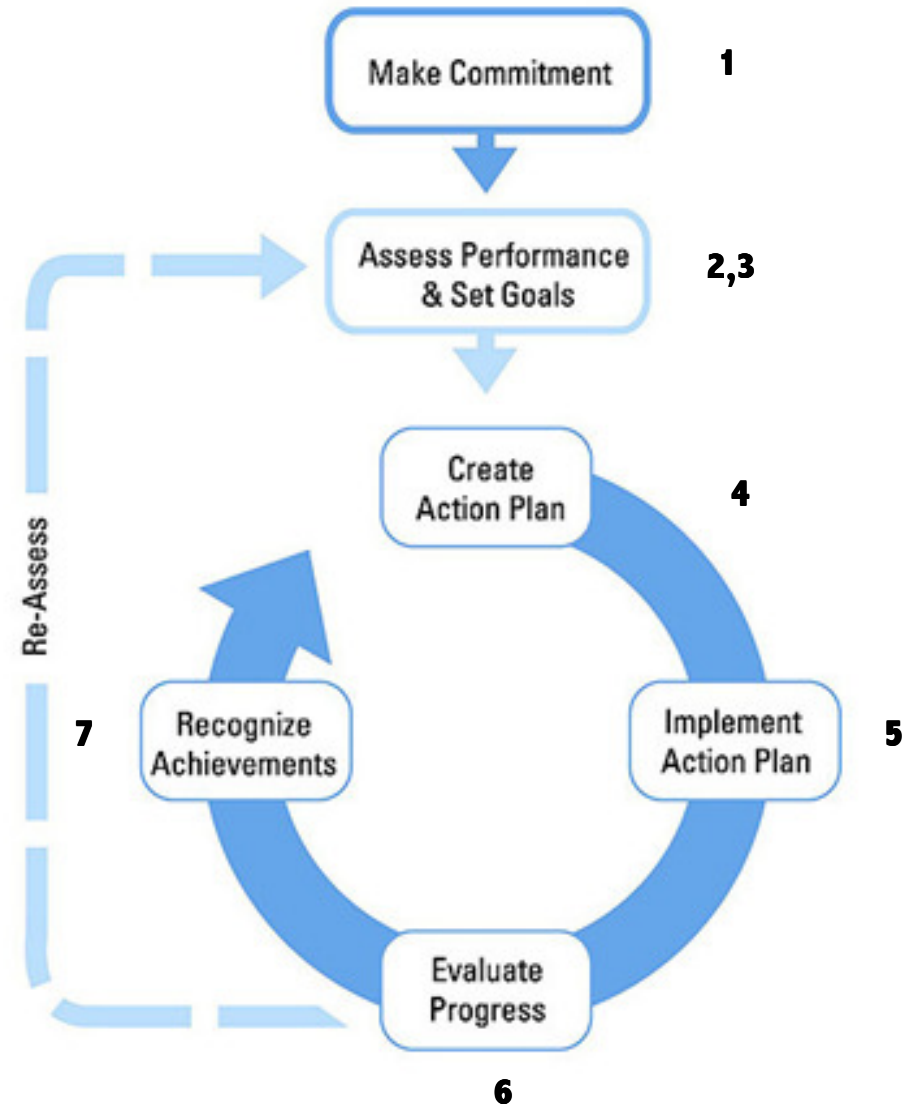 Make Commitment
1
Assess Performance
& Set Goals
2,3
Create
Action Plan
4
Re-Assess
7
Recognize
Achievements
Implement
Action Plan
5
Evaluate
Progress
6